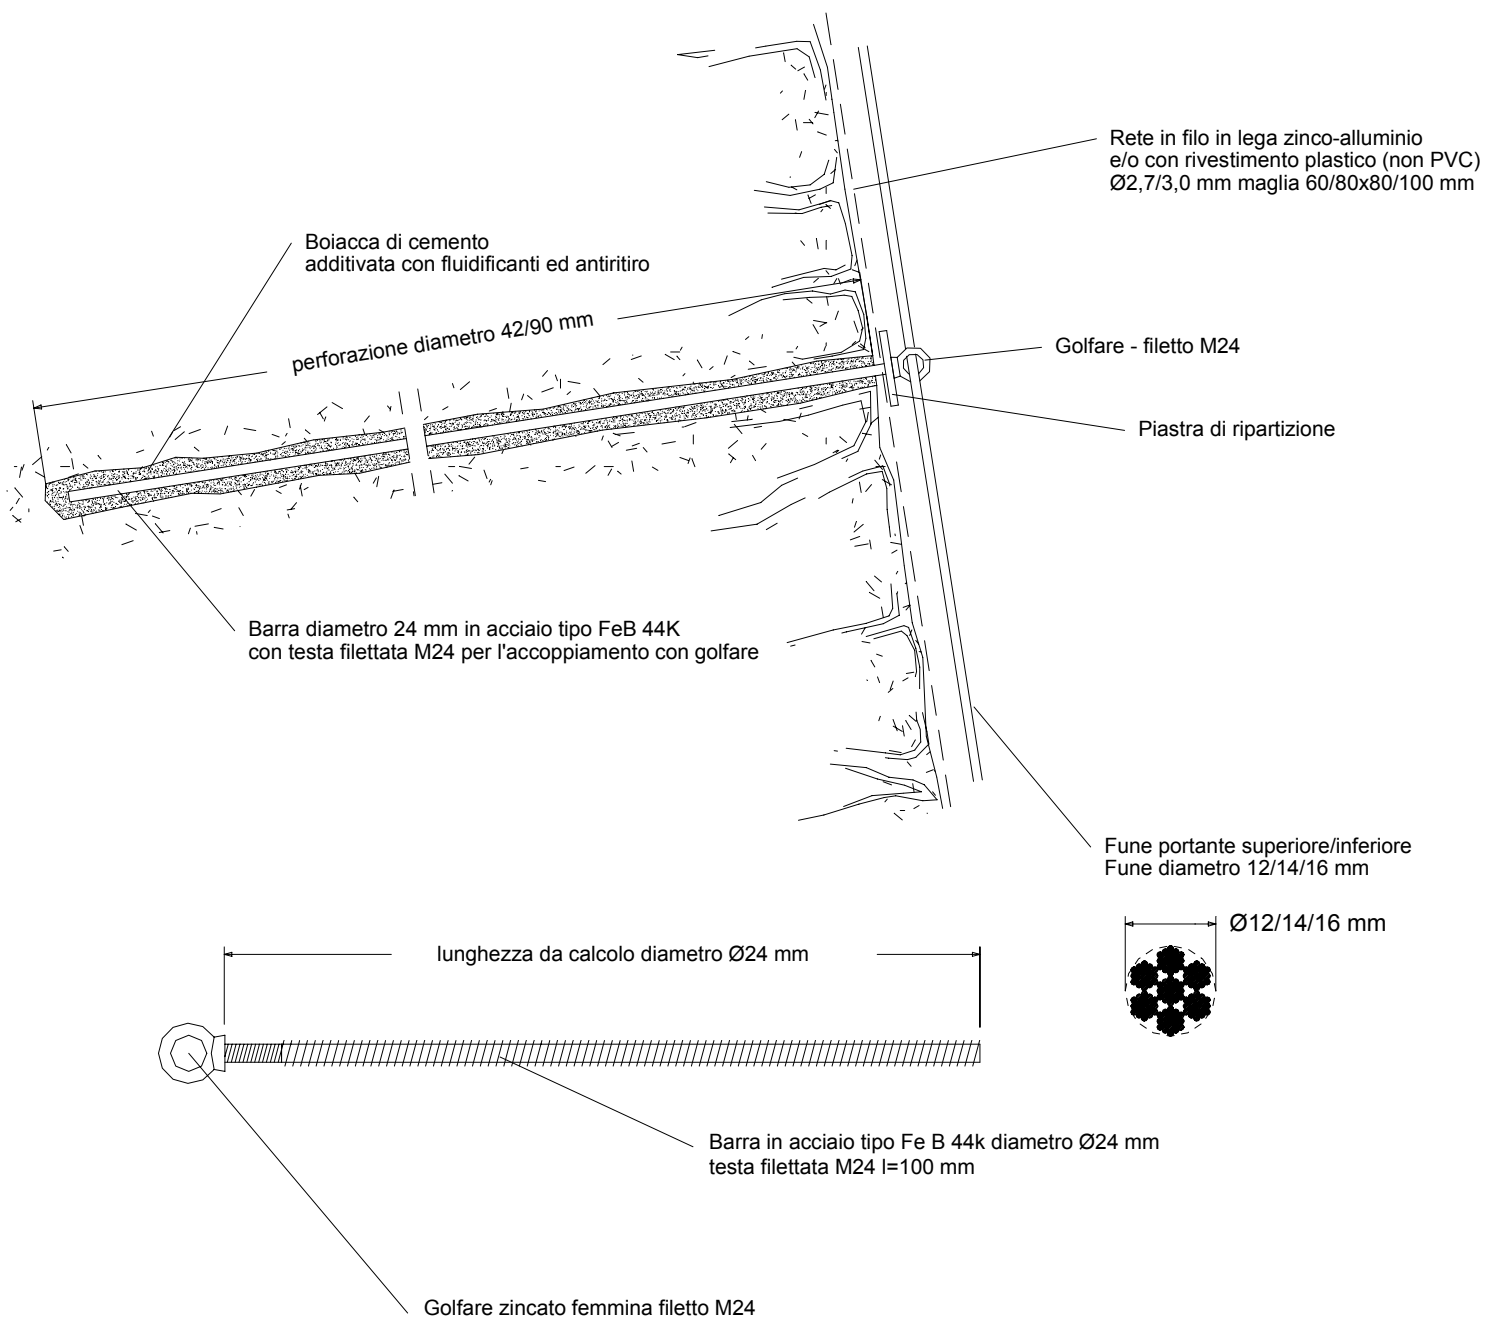 Rete in filo in lega zinco-alluminio
e/o con rivestimento plastico (non PVC)
Ø2,7/3,0 mm maglia 60/80x80/100 mm
Boiacca di cemento
additivata con fluidificanti ed antiritiro
perforazione diametro 42/90 mm
Golfare - filetto M24
Piastra di ripartizione
Barra diametro 24 mm in acciaio tipo FeB 44K
con testa filettata M24 per l'accoppiamento con golfare
Fune portante superiore/inferiore
Fune diametro 12/14/16 mm
Ø12/14/16 mm
lunghezza da calcolo diametro Ø24 mm
Barra in acciaio tipo Fe B 44k diametro Ø24 mm
testa filettata M24 l=100 mm
Golfare zincato femmina filetto M24